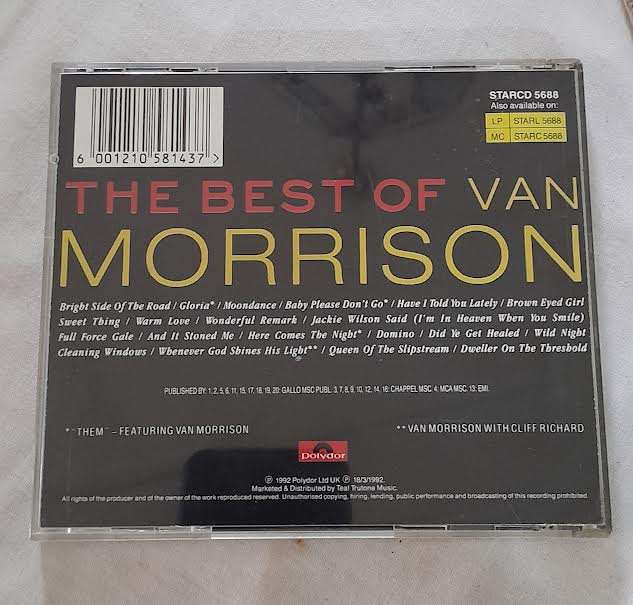 STARCD 5688
Also available on:
LP STARL 5688
MC STARC 5688
6 001210 581437 >
THE BEST OF VAN
MORRISON
Bright Side Of The Road / Gloria* / Moondance / Baby Please Don't Go* / Have I Told You Lately / Brown Eyed Girl
Sweet Thing / Warm Love / Wonderful Remark / Jackie Wilson Said (I'm In Heaven When You Smile)
Full Force Gale / And It Stoned Me / Here Comes The Night* / Domino / Did Ye Get Healed / Wild Night
Cleaning Windows / Whenever God Shines His Light** / Queen Of The Slipstream / Dweller On The Threshold
PUBLISHED BY: 1, 2, 5, 6, 11, 15, 17, 18, 19, 20: GALLO MSC PUBL. 3, 7, 8, 9, 10, 12, 14, 16: CHAPPEL MSC. 4: MCA MSC. 13: EMI.
*"THEM" – FEATURING VAN MORRISON
**VAN MORRISON WITH CLIFF RICHARD
Polydor
℗ 1992 Polydor Ltd UK ℗ 18/3/1992.
Marketed & Distributed by Teal Trutone Music.
All rights of the producer and of the owner of the work reproduced reserved. Unauthorised copying, hiring, lending, public performance and broadcasting of this recording prohibited.